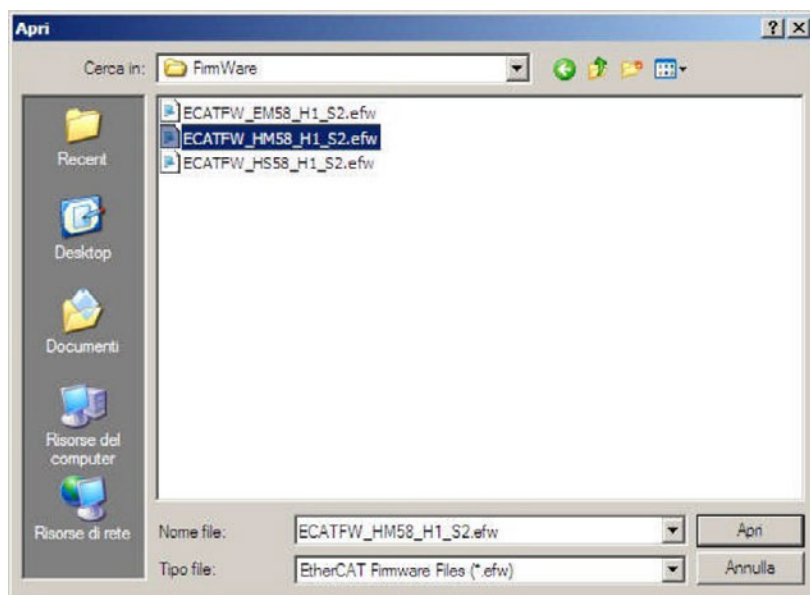 Apri
Cerca in: FirmWare
ECATFW_EM58_H1_S2.efw
ECATFW_HM58_H1_S2.efw
ECATFW_HS58_H1_S2.efw
Recent
Desktop
Documenti
Risorse del
computer
Risorse di rete
Nome file: ECATFW_HM58_H1_S2.efw Apri
Tipo file: EtherCAT Firmware Files (*.efw) Annulla